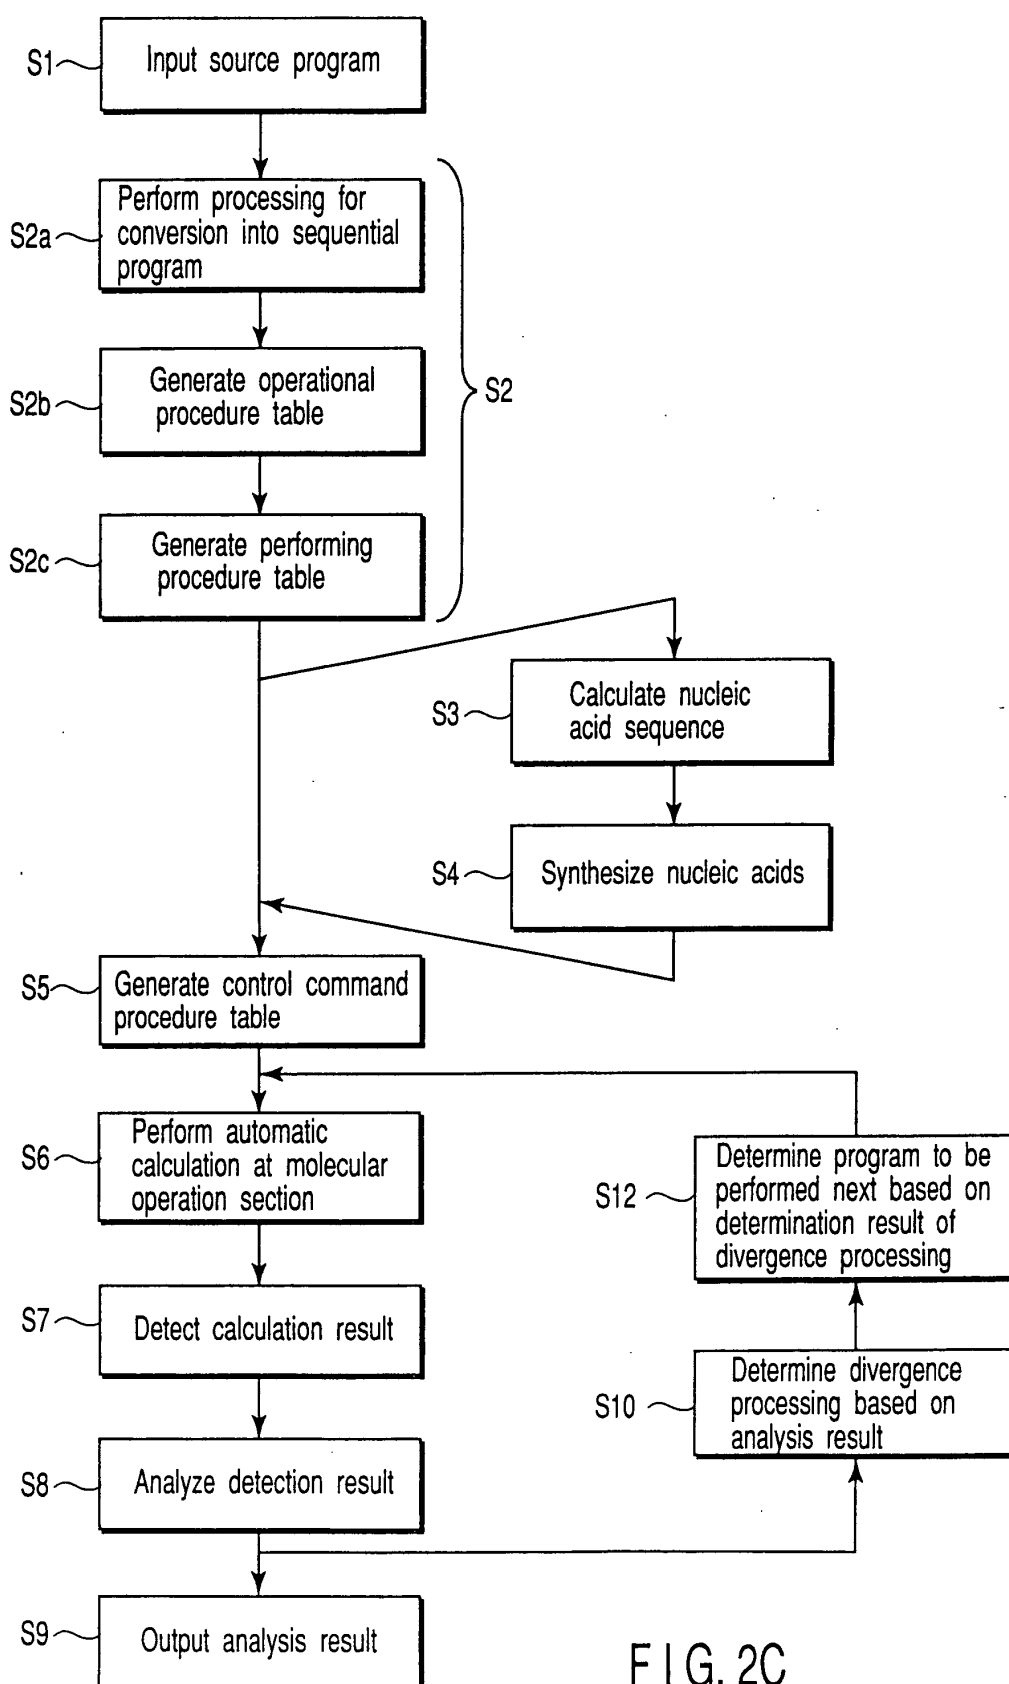 S1
Input source program
S2a
Perform processing for
conversion into sequential
program
S2b
Generate operational
procedure table
S2
S2c
Generate performing
procedure table
S3
Calculate nucleic
acid sequence
S4
Synthesize nucleic acids
S5
Generate control command
procedure table
S6
Perform automatic
calculation at molecular
operation section
S12
Determine program to be
performed next based on
determination result of
divergence processing
S7
Detect calculation result
S10
Determine divergence
processing based on
analysis result
S8
Analyze detection result
S9
Output analysis result
FIG. 2C